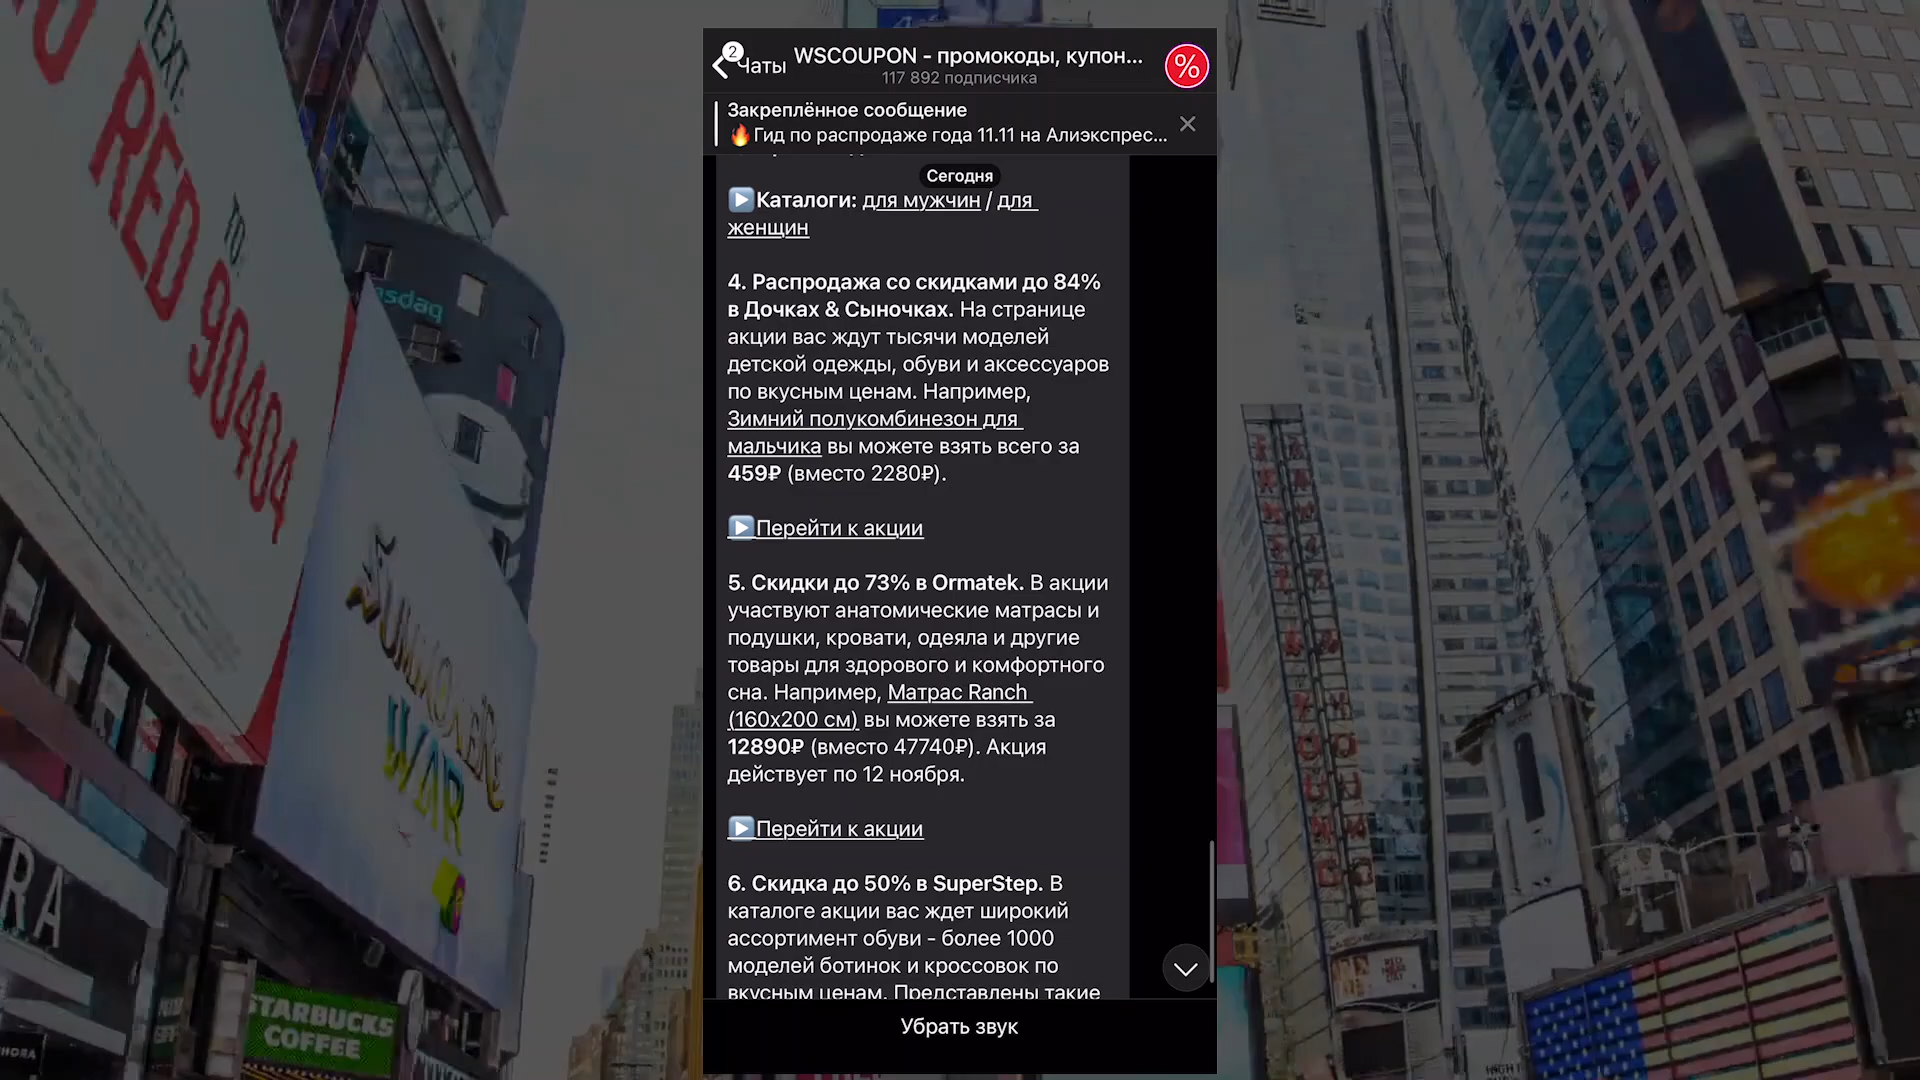 2
Чаты
WSCOUPON - промокоды, купон...
117 892 подписчика
Закреплённое сообщение
🔥Гид по распродаже года 11.11 на Алиэкспрес...
Сегодня
▶️Каталоги: для мужчин / для
женщин
4. Распродажа со скидками до 84%
в Дочках & Сыночках. На странице
акции вас ждут тысячи моделей
детской одежды, обуви и аксессуаров
по вкусным ценам. Например,
Зимний полукомбинезон для
мальчика вы можете взять всего за
459₽ (вместо 2280₽).
▶️Перейти к акции
5. Скидки до 73% в Ormatek. В акции
участвуют анатомические матрасы и
подушки, кровати, одеяла и другие
товары для здорового и комфортного
сна. Например, Матрас Ranch
(160x200 см) вы можете взять за
12890₽ (вместо 47740₽). Акция
действует по 12 ноября.
▶️Перейти к акции
6. Скидка до 50% в SuperStep. В
каталоге акции вас ждет широкий
ассортимент обуви - более 1000
моделей ботинок и кроссовок по
вкусным ценам. Представлены такие
Убрать звук
%
TEXT
RED
TO
90404
asdaq
WAR
RA
STARBUCKS
COFFEE